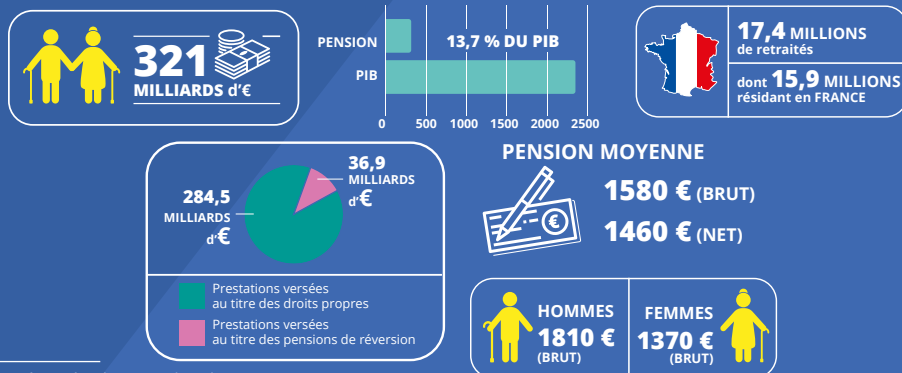 321
MILLIARDS d'€
PENSION
13,7 % DU PIB
PIB
0 500 1000 1500 2000 2500
17,4 MILLIONS
de retraités
dont 15,9 MILLIONS
résidant en FRANCE
284,5
MILLIARDS
d'€
36,9
MILLIARDS
d'€
Prestations versées
au titre des droits propres
Prestations versées
au titre des pensions de réversion
PENSION MOYENNE
€
1580 € (BRUT)
1460 € (NET)
HOMMES
1810 €
(BRUT)
FEMMES
1370 €
(BRUT)